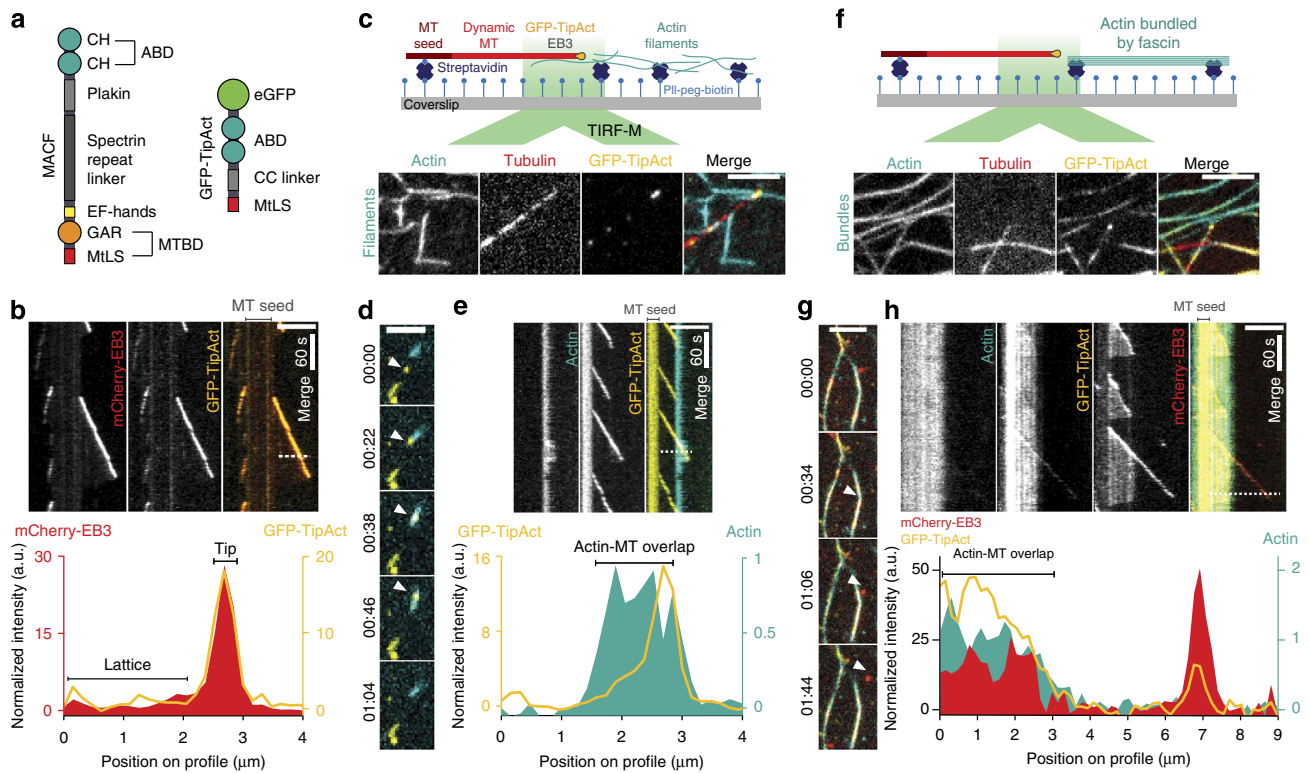 a
CH
CH
ABD
Plakin
MACF
Spectrin
repeat
linker
EF-hands
GAR
MtLS
MTBD
eGFP
ABD
GFP-TipAct
CC linker
MtLS
c
MT
seed
Dynamic
MT
GFP-TipAct
EB3
Actin
filaments
Streptavidin
Pll-peg-biotin
Coverslip
TIRF-M
Actin
Tubulin
GFP-TipAct
Merge
Filaments
f
Actin bundled
by fascin
Actin
Tubulin
GFP-TipAct
Merge
Bundles
b
MT seed
mCherry-EB3
GFP-TipAct
Merge
60 s
mCherry-EB3
GFP-TipAct
Normalized intensity (a.u.)
30
15
0
20
10
0
Tip
Lattice
0 1 2 3 4
Position on profile (μm)
d
00:00
00:22
00:38
00:46
01:04
e
MT seed
Actin
GFP-TipAct
Merge
60 s
GFP-TipAct
Actin
Normalized intensity (a.u.)
16
8
0
1
0.5
0
Actin-MT overlap
0 1 2 3 4
Position on profile (μm)
g
00:00
00:34
01:06
01:44
h
MT seed
Actin
GFP-TipAct
mCherry-EB3
Merge
60 s
mCherry-EB3
GFP-TipAct
Actin
Normalized intensity (a.u.)
50
25
0
2
1
0
Actin-MT overlap
0 1 2 3 4 5 6 7 8 9
Position on profile (μm)